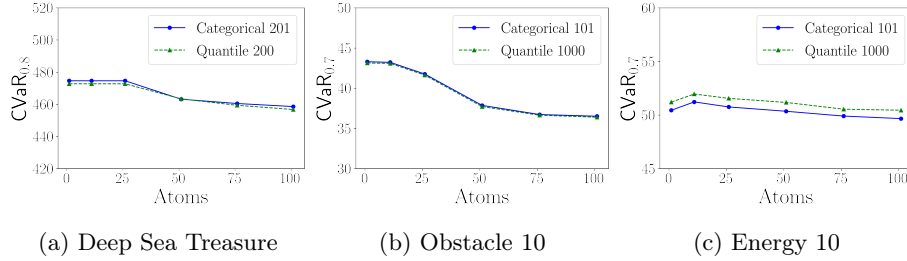 520
500
480
460
440
420
CVaR0.8
Categorical 201
Quantile 200
0 25 50 75 100
Atoms
(a) Deep Sea Treasure
50
45
40
35
30
CVaR0.7
Categorical 101
Quantile 1000
0 25 50 75 100
Atoms
(b) Obstacle 10
60
55
50
45
CVaR0.7
Categorical 101
Quantile 1000
0 25 50 75 100
Atoms
(c) Energy 10